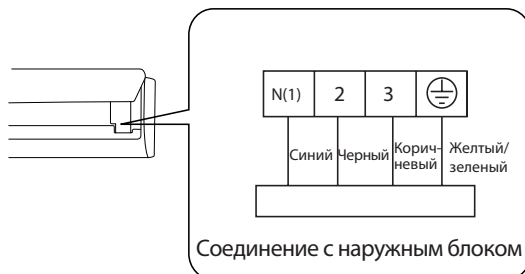 N(1) 2 3
Синий Черный Корич-
невый Желтый/
зеленый
Соединение с наружным блоком